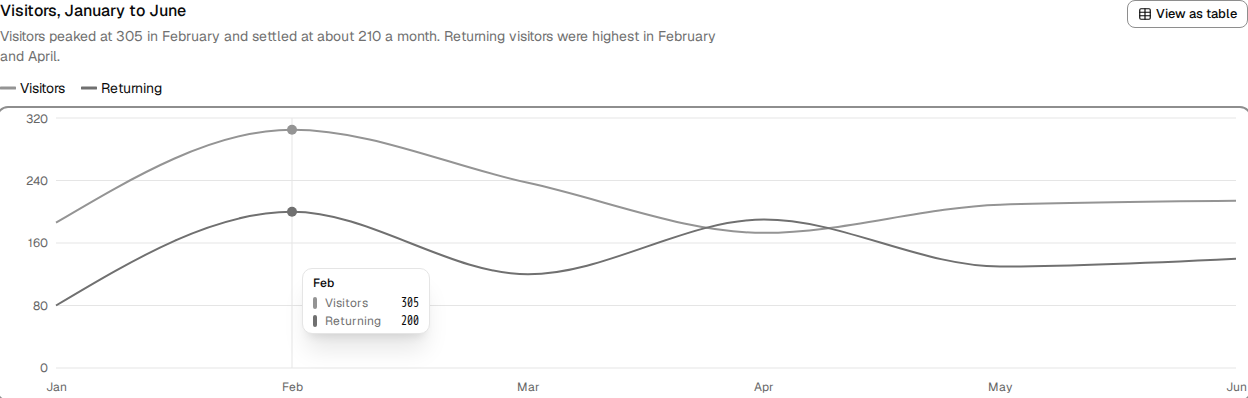 Visitors, January to June
View as table
Visitors peaked at 305 in February and settled at about 210 a month. Returning visitors were highest in February
and April.
Visitors
Returning
320
240
160
80
0
Feb
Visitors 305
Returning 200
Jan
Feb
Mar
Apr
May
Jun